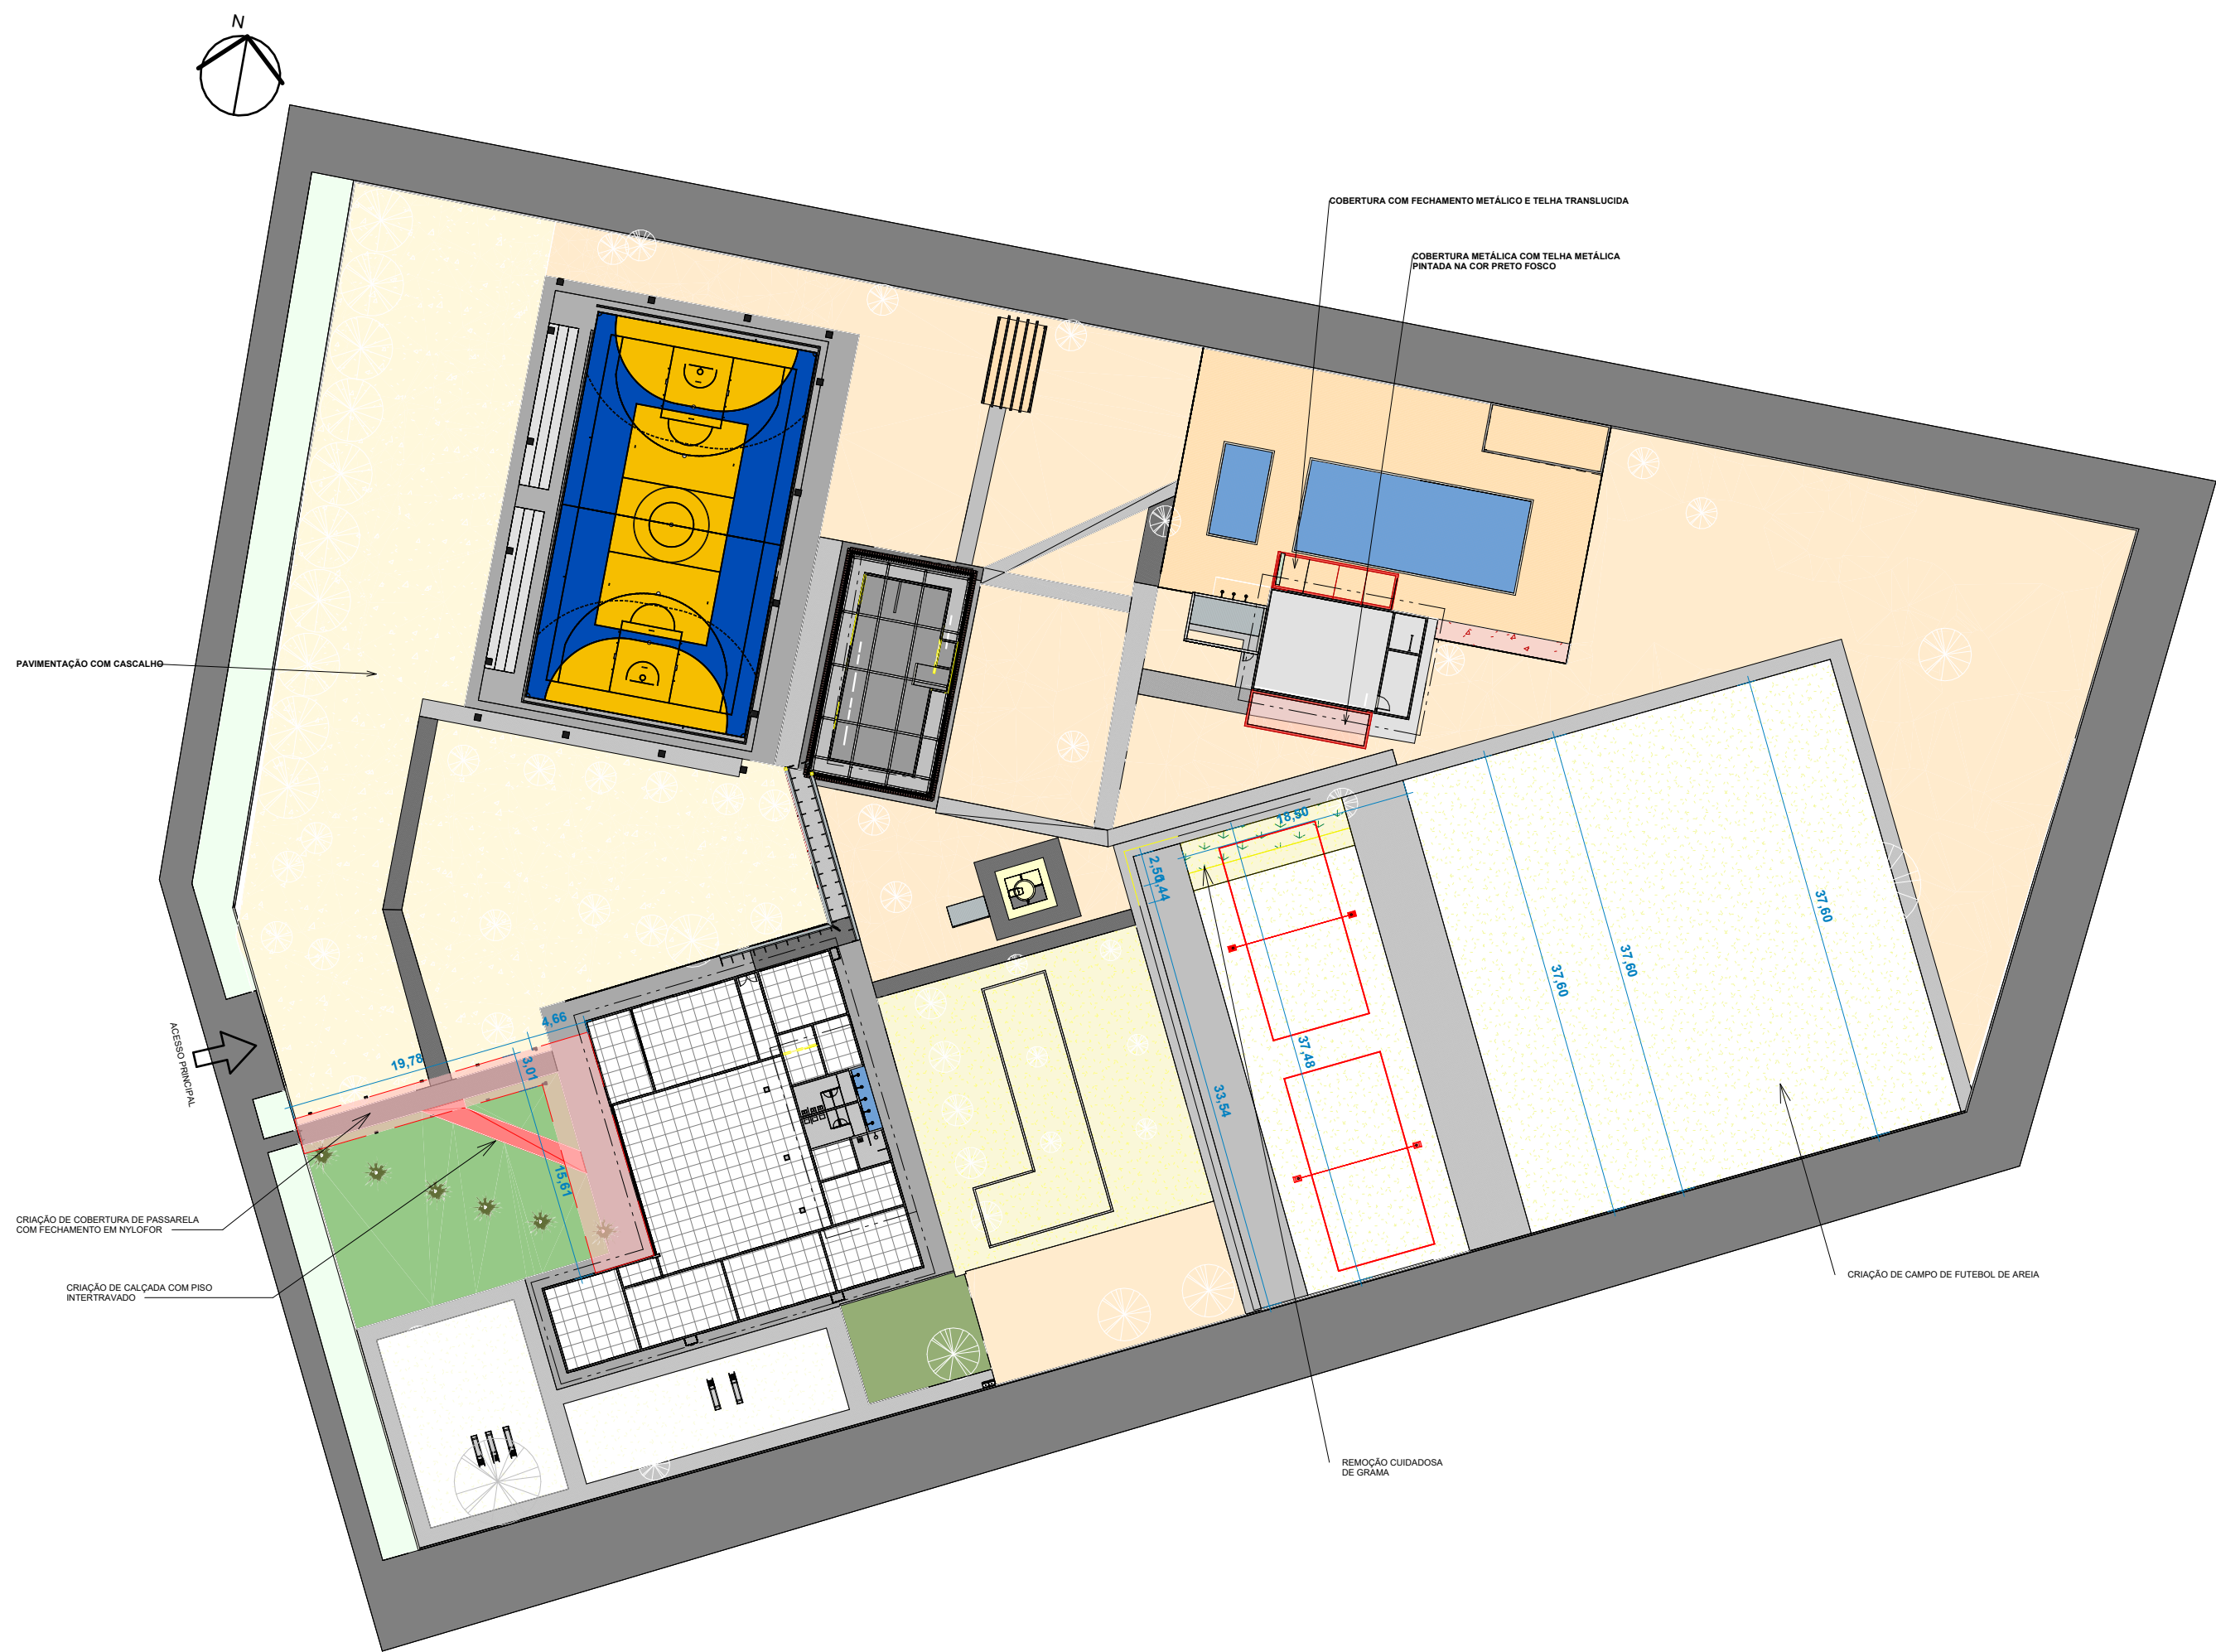 N
COBERTURA COM FECHAMENTO METÁLICO E TELHA TRANSLUCIDA
COBERTURA METÁLICA COM TELHA METÁLICA
PINTADA NA COR PRETO FOSCO
PAVIMENTAÇÃO COM CASCALHO
18,50
2,50
1,44
37,60
37,60
37,60
4,66
19,78
3,01
ACESSO PRINCIPAL
37,48
33,54
15,61
CRIAÇÃO DE COBERTURA DE PASSARELA
COM FECHAMENTO EM NYLOFOR
CRIAÇÃO DE CALÇADA COM PISO
INTERTRAVADO
CRIAÇÃO DE CAMPO DE FUTEBOL DE AREIA
REMOÇÃO CUIDADOSA
DE GRAMA